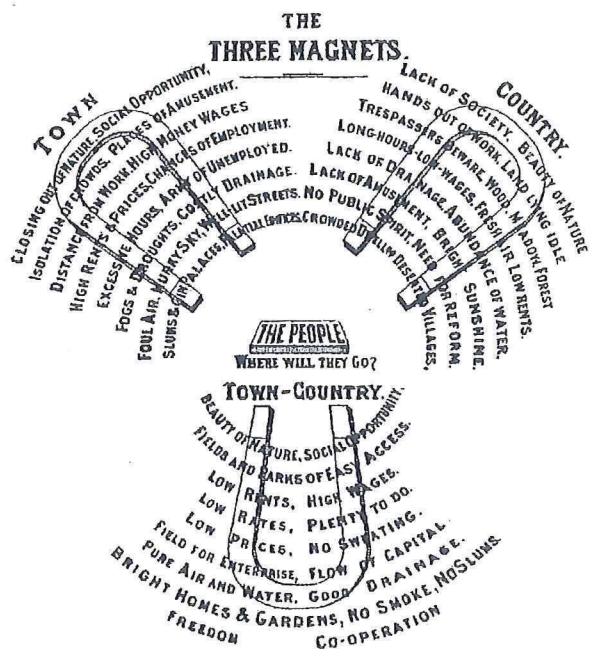 THE
THREE MAGNETS.
TOWN
CLOSING OUT OF NATURE. SOCIAL OPPORTUNITY,
ISOLATION OF CROWDS. PLACES OF AMUSEMENT.
DISTANCE FROM WORK. HIGH MONEY WAGES
HIGH RENTS & PRICES. CHANCES OF EMPLOYMENT.
EXCESSIVE HOURS, ARMY OF UNEMPLOYED.
FOGS & DROUGHTS. COSTLY DRAINAGE.
FOUL AIR, MURKY SKY. WELL-LIT STREETS.
SLUMS & GIN PALACES, EDIFICES.
COUNTRY.
LACK OF SOCIETY. BEAUTY OF NATURE
HANDS OUT OF WORK, LAND LYING IDLE
TRESPASSERS BEWARE. WOOD, MEADOW, FOREST
LONG HOURS LOW-WAGES, FRESH AIR LOW RENTS.
LACK OF DRAINAGE ABUNDANCE OF WATER.
LACK OF AMUSEMENT, BRIGHT SUNSHINE.
NO PUBLIC SPIRIT. NEED FOR REFORM.
CROWDED DWELLINGS DESERTED VILLAGES,
THE PEOPLE
WHERE WILL THEY GO?
TOWN-COUNTRY.
BEAUTY OF NATURE, SOCIAL OPPORTUNITY.
FIELDS AND PARKS OF EASY ACCESS.
LOW RENTS, HIGH WAGES.
LOW RATES, PLENTY TO DO.
LOW PRICES, NO SWEATING.
FIELD FOR ENTERPRISE, FLOW OF CAPITAL.
PURE AIR AND WATER, GOOD DRAINAGE.
BRIGHT HOMES & GARDENS, NO SMOKE, NO SLUMS.
FREEDOM CO-OPERATION